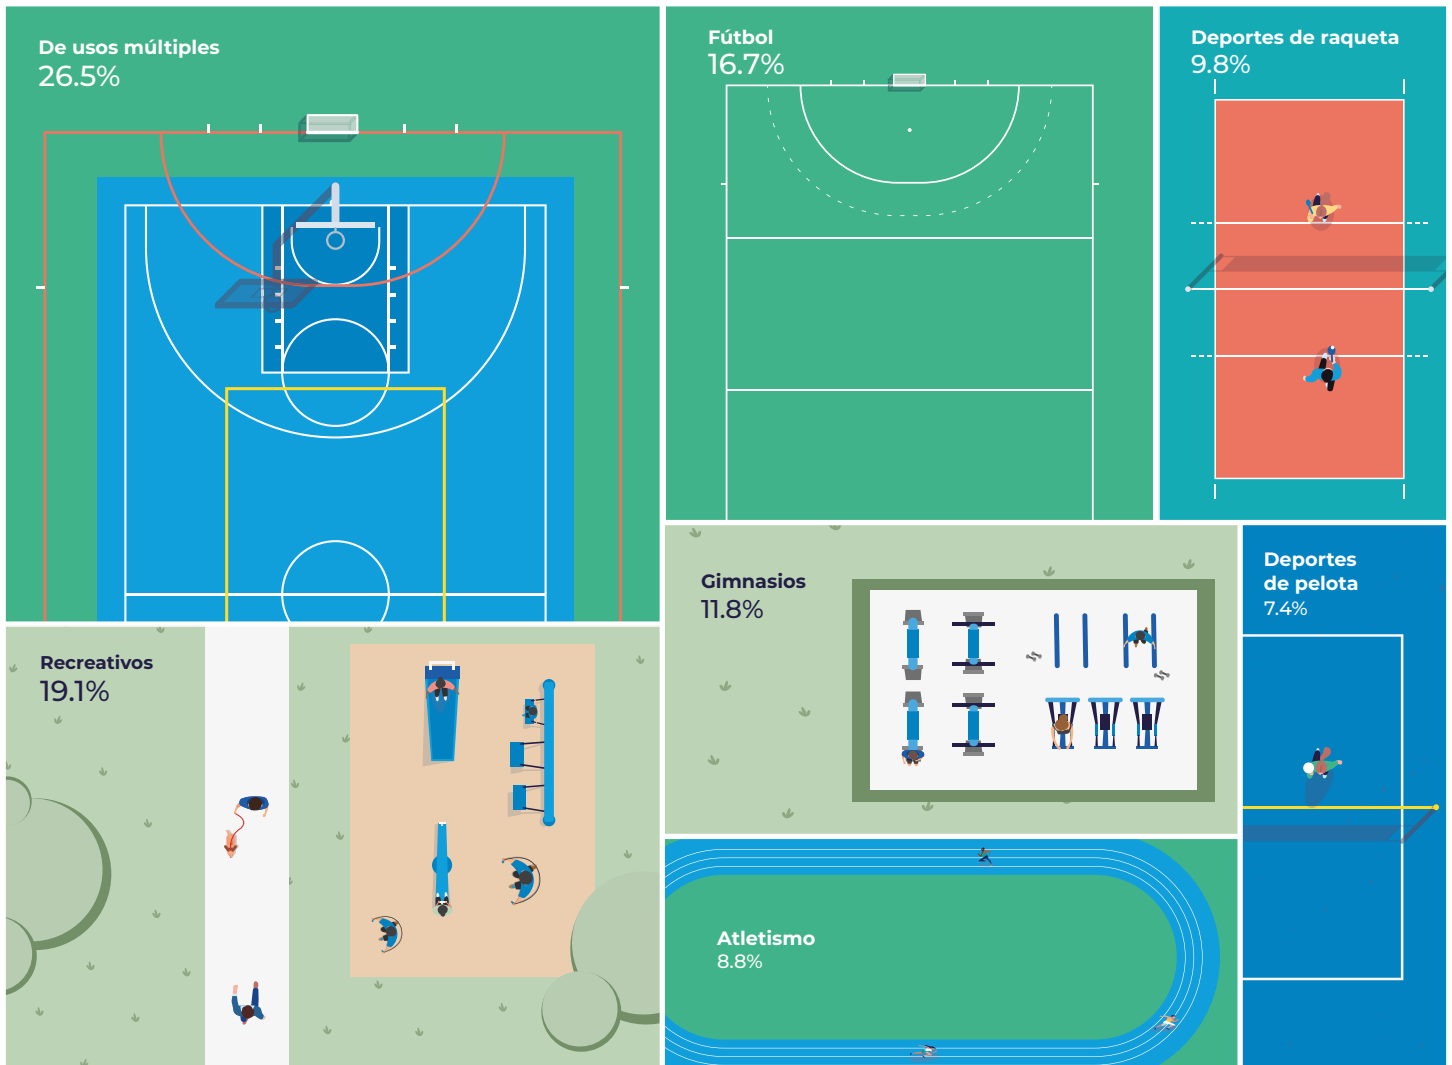 De usos múltiples
26.5%
Fútbol
16.7%
Deportes de raqueta
9.8%
Recreativos
19.1%
Gimnasios
11.8%
Deportes
de pelota
7.4%
Atletismo
8.8%